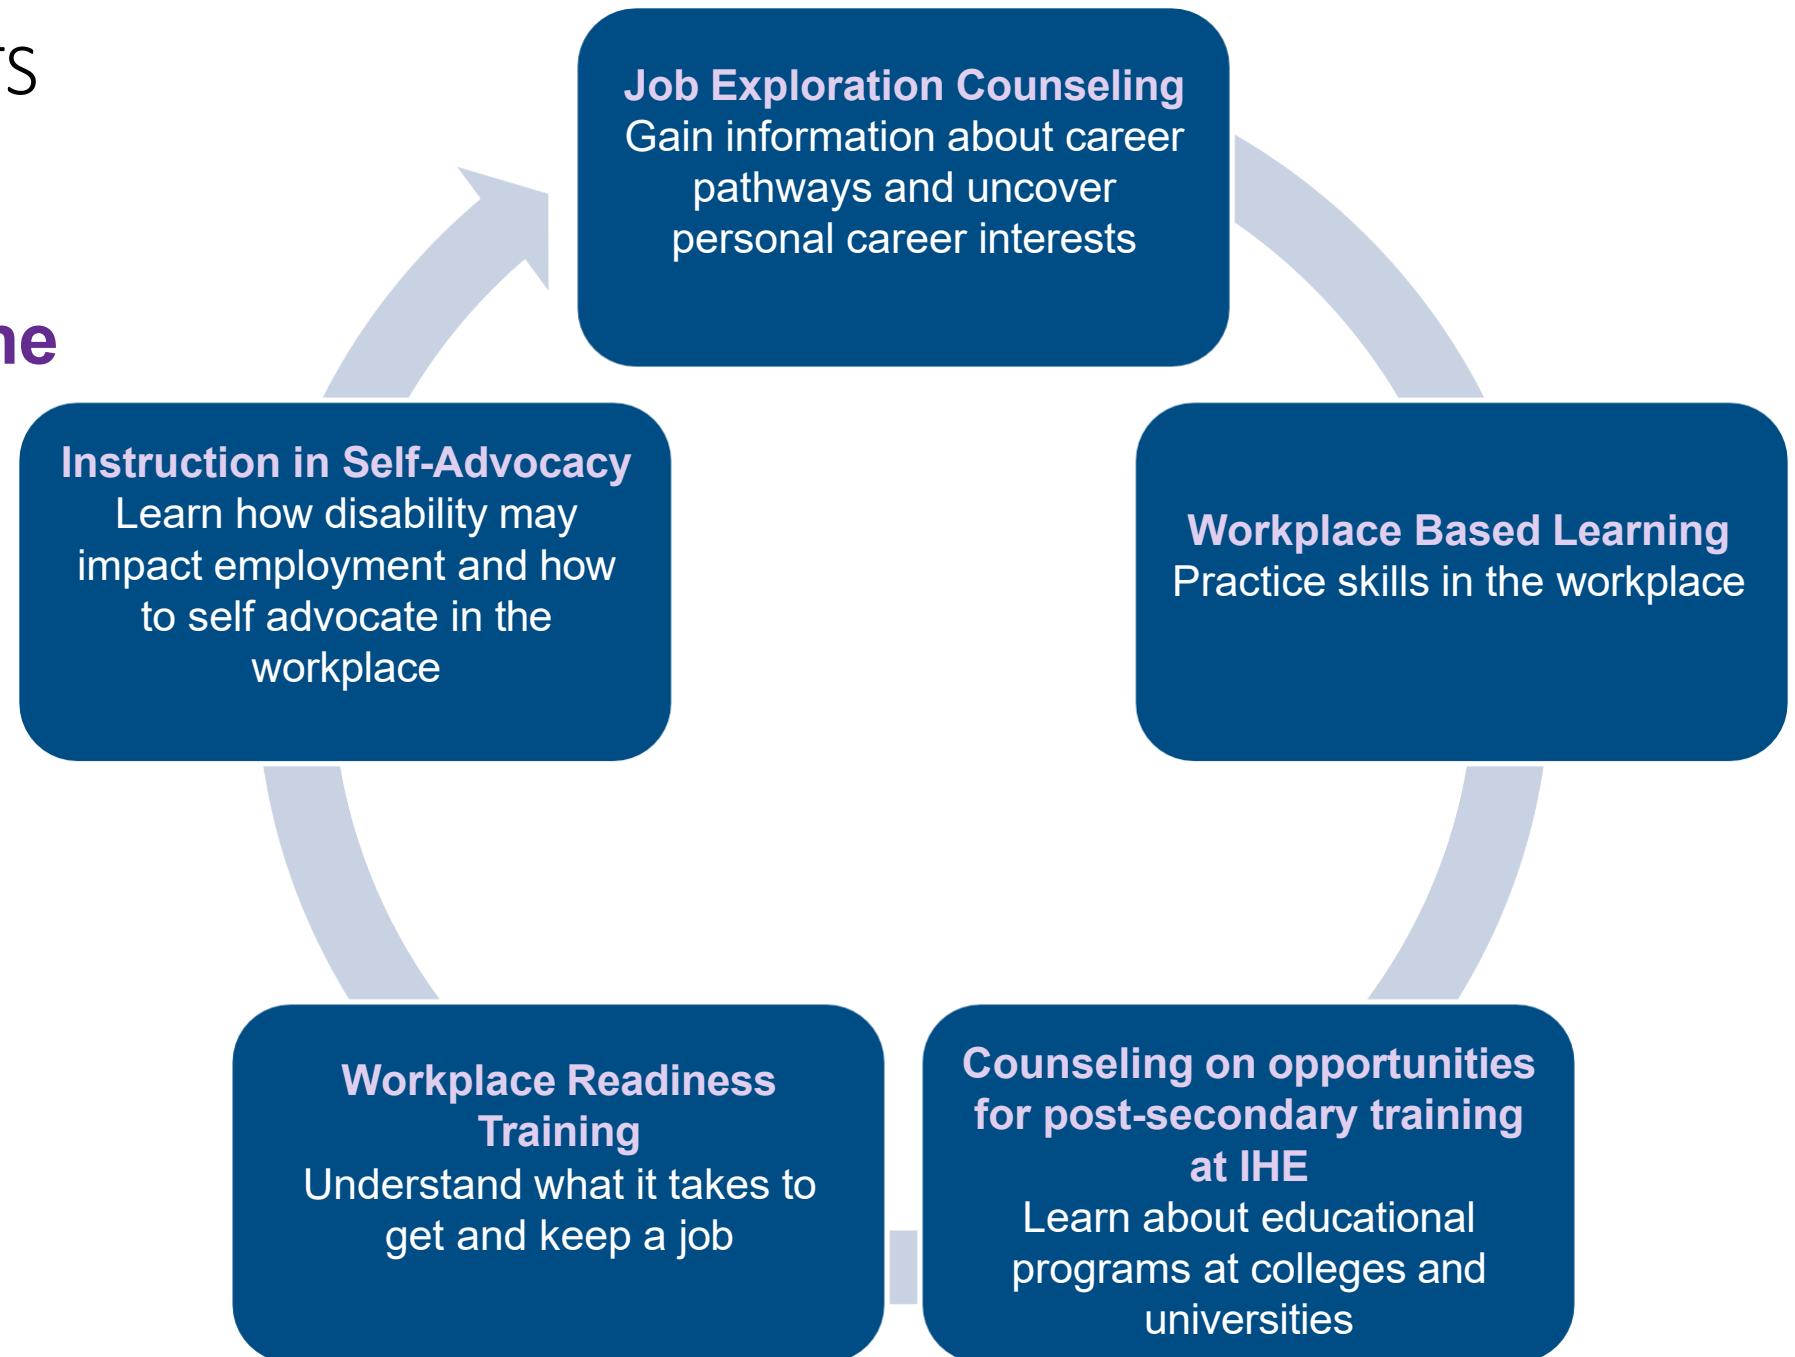 TS
ne
Job Exploration Counseling
Gain information about career
pathways and uncover
personal career interests
Workplace Based Learning
Practice skills in the workplace
Counseling on opportunities
for post-secondary training
at IHE
Learn about educational
programs at colleges and
universities
Workplace Readiness
Training
Understand what it takes to
get and keep a job
Instruction in Self-Advocacy
Learn how disability may
impact employment and how
to self advocate in the
workplace